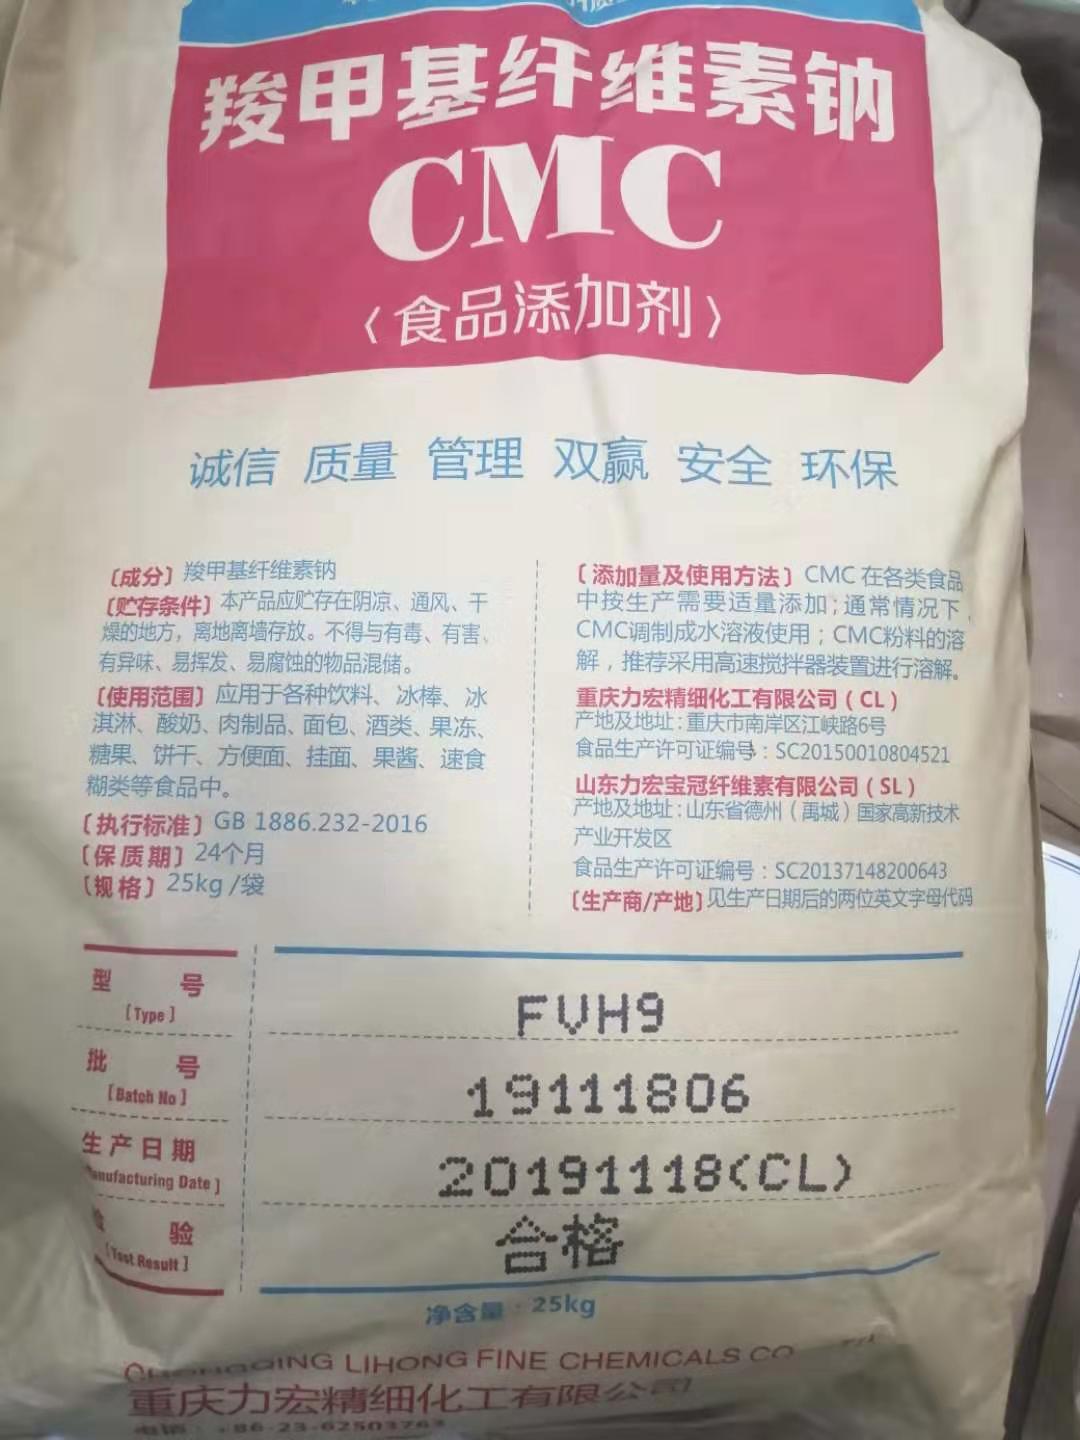 羧甲基纤维素钠
CMC
〈食品添加剂〉
诚信 质量 管理 双赢 安全 环保
〔成分〕羧甲基纤维素钠
〔贮存条件〕本产品应贮存在阴凉、通风、干
燥的地方，离地离墙存放。不得与有毒、有害、
有异味、易挥发、易腐蚀的物品混储。
〔使用范围〕应用于各种饮料、冰棒、冰
淇淋、酸奶、肉制品、面包、酒类、果冻、
糖果、饼干、方便面、挂面、果酱、速食
糊类等食品中。
〔执行标准〕GB 1886.232-2016
〔保质期〕24个月
〔规格〕25kg/袋
〔添加量及使用方法〕CMC在各类食品
中按生产需要适量添加；通常情况下，
CMC调制成水溶液使用；CMC粉料的溶
解，推荐采用高速搅拌器装置进行溶解。
重庆力宏精细化工有限公司（CL）
产地及地址：重庆市南岸区江峡路6号
食品生产许可证编号：SC20150010804521
山东力宏宝冠纤维素有限公司（SL）
产地及地址：山东省德州（禹城）国家高新技术
产业开发区
食品生产许可证编号：SC20137148200643
〔生产商/产地〕见生产日期后的两位英文字母代码
型号
[Type]
FVH9
批号
[Batch No]
19111806
生产日期
Manufacturing Date]
20191118(CL)
检验
[Test Result]
合格
净含量：25kg
CHONGQING LIHONG FINE CHEMICALS CO
重庆力宏精细化工有限公司
电话：+86-23-62503763